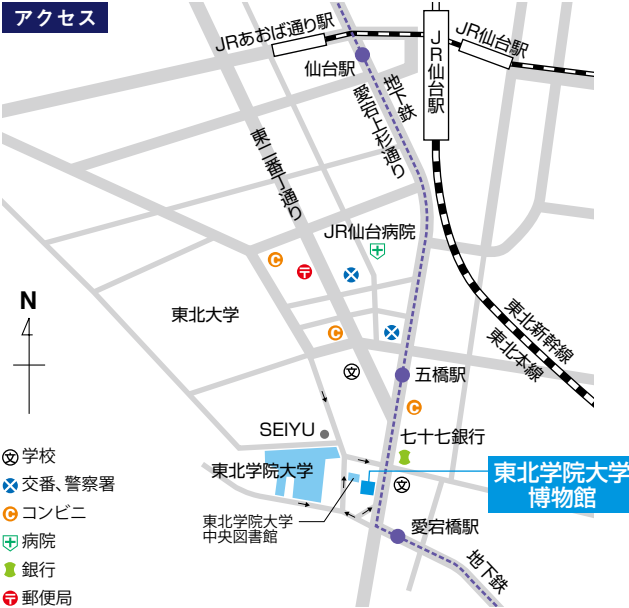 アクセス
JRあおば通り駅
仙台駅
JR仙台駅
JR仙台駅
地下鉄
愛宕上杉通り
東二番丁通り
JR仙台病院
C
〒
東北大学
N
C
文
東北新幹線
東北本線
五橋駅
C
SEIYU
七十七銀行
東北学院大学
文
東北学院大学
博物館
東北学院大学
中央図書館
愛宕橋駅
地下鉄
文 学校
交番、警察署
C コンビニ
病院
銀行
〒 郵便局